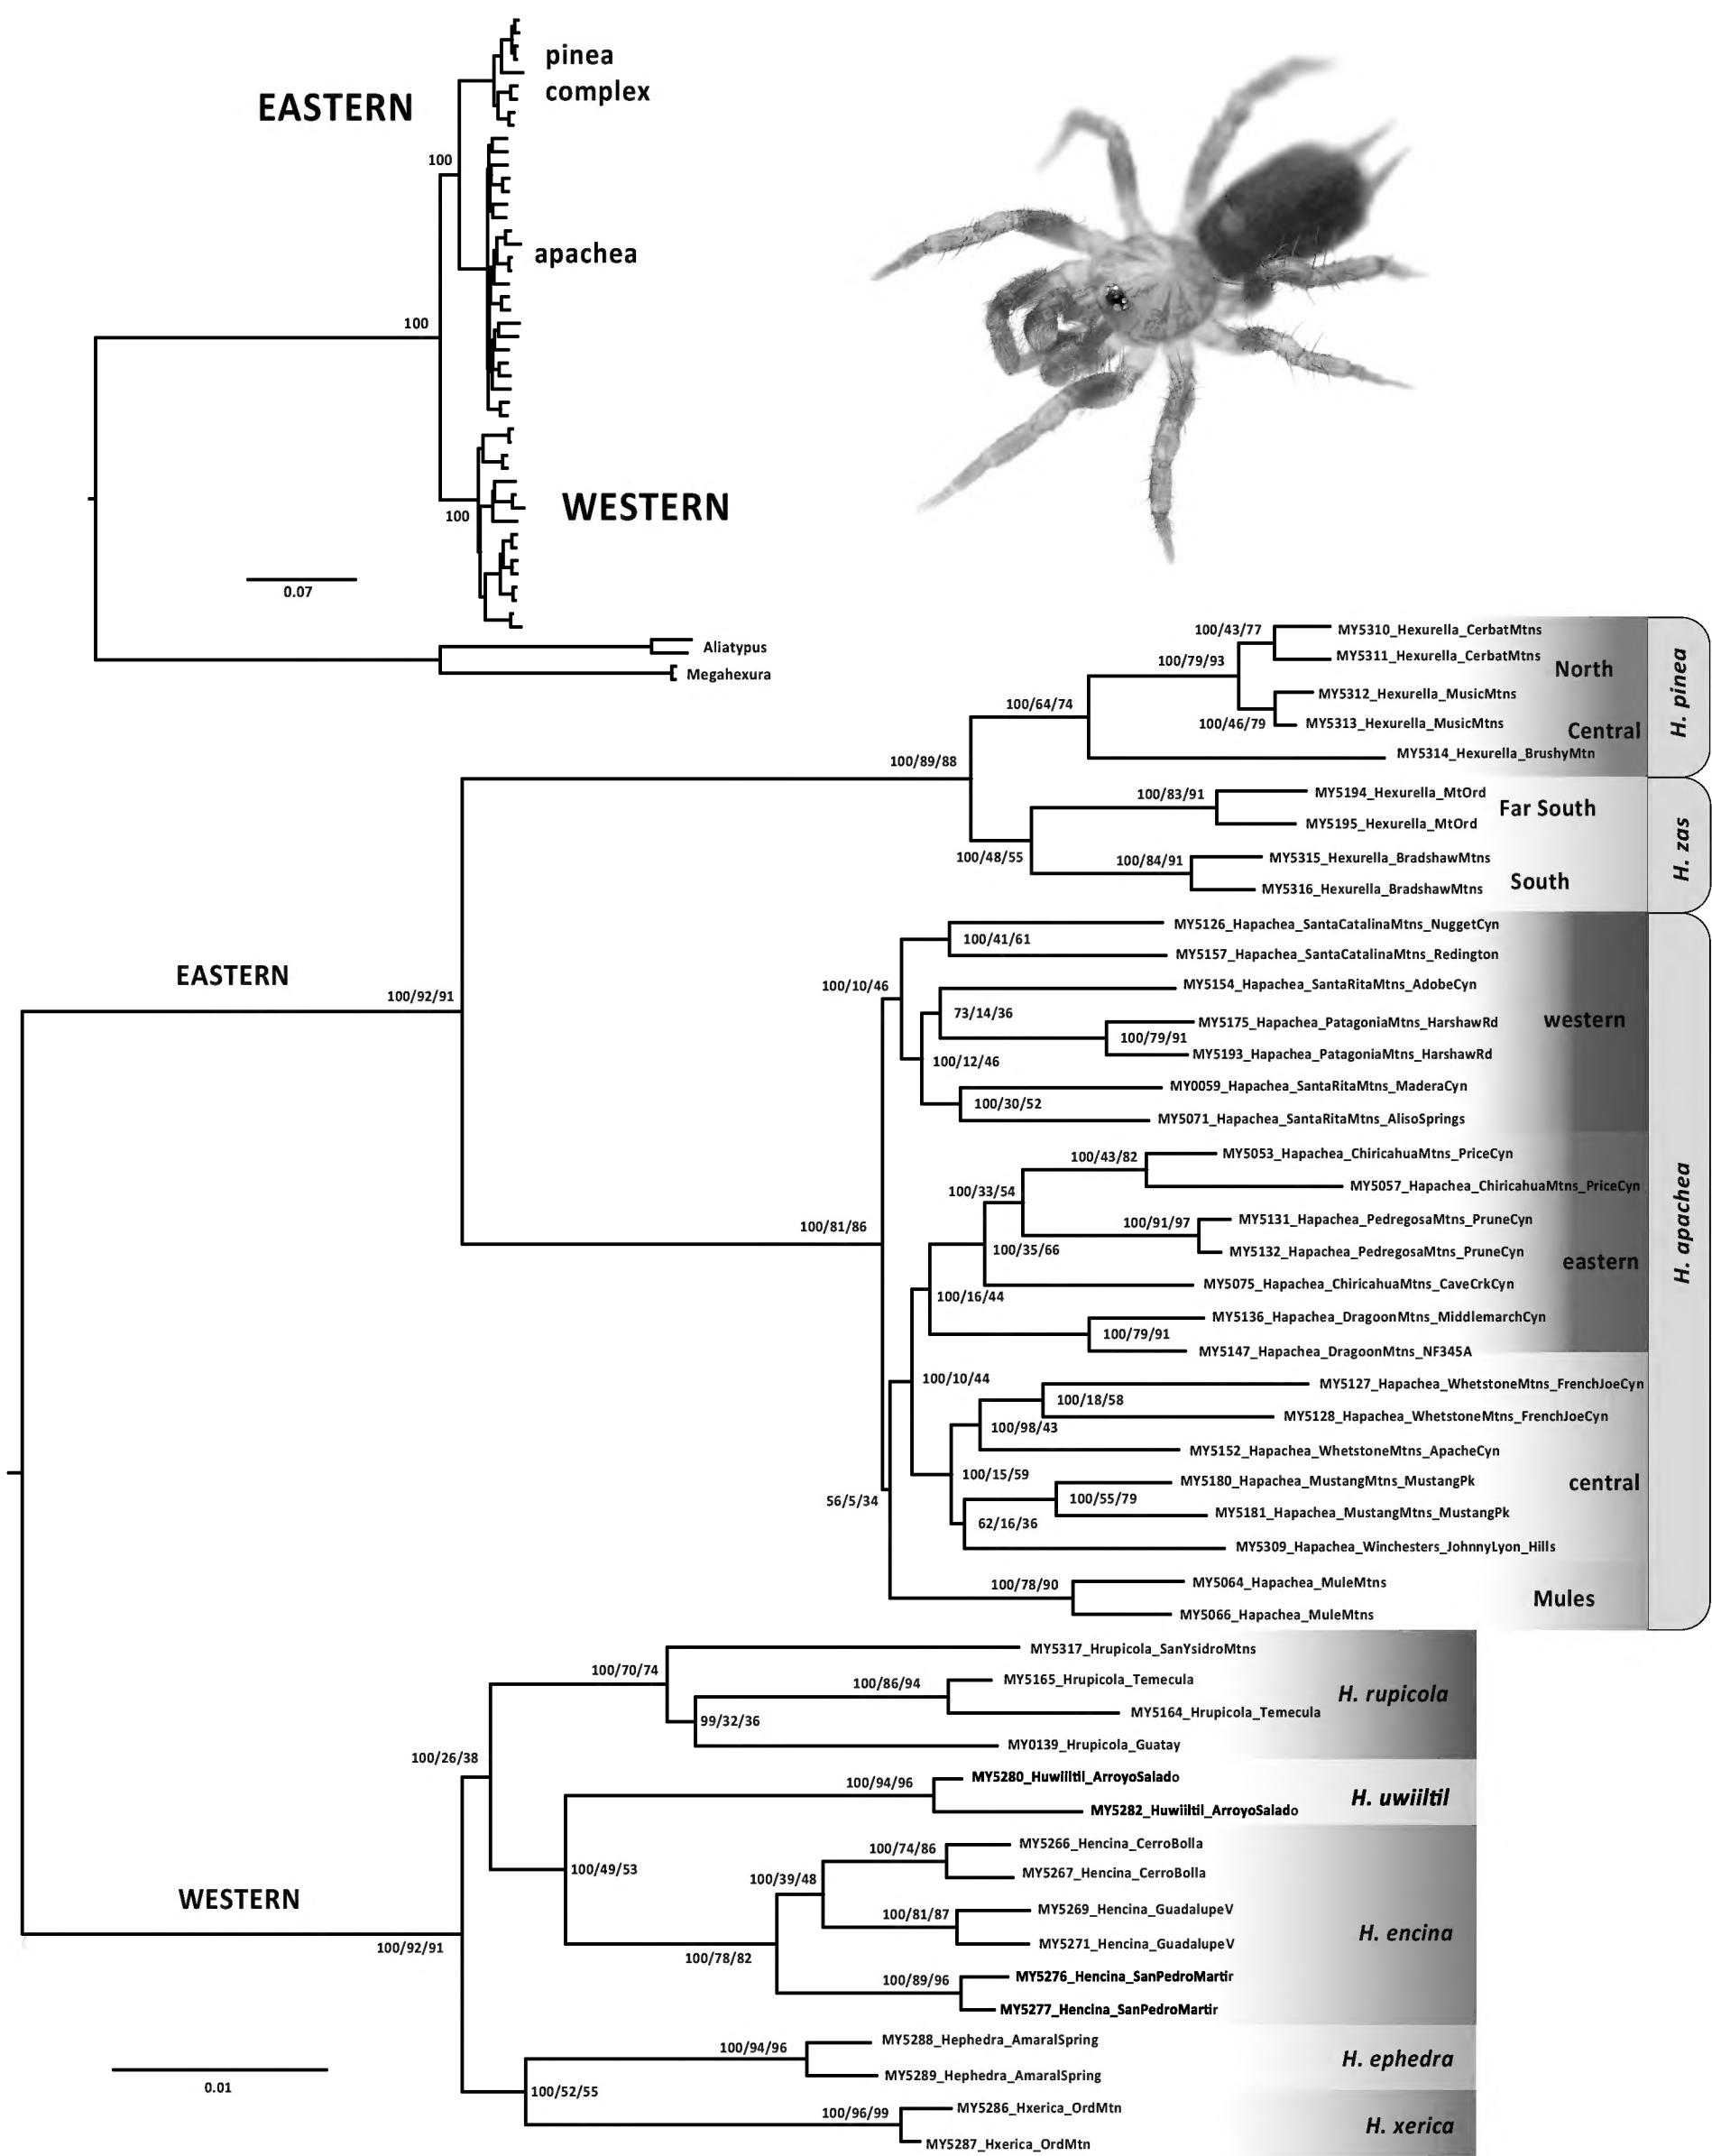 EASTERN
pinea
complex
100
apachea
100
WESTERN
100
0.07
Aliatypus
Megahexura
100/43/77
MY5310_Hexurella_CerbatMtns
MY5311_Hexurella_CerbatMtns
North
100/79/93
MY5312_Hexurella_MusicMtns
100/64/74
100/46/79
MY5313_Hexurella_MusicMtns
Central
MY5314_Hexurella_BrushyMtn
H. pinea
100/89/88
100/83/91
MY5194_Hexurella_MtOrd
Far South
MY5195_Hexurella_MtOrd
100/48/55
100/84/91
MY5315_Hexurella_BradshawMtns
South
MY5316_Hexurella_BradshawMtns
H. zas
EASTERN
100/92/91
MY5126_Hapachea_SantaCatalinaMtns_NuggetCyn
100/41/61
MY5157_Hapachea_SantaCatalinaMtns_Redington
100/10/46
MY5154_Hapachea_SantaRitaMtns_AdobeCyn
73/14/36
MY5175_Hapachea_PatagoniaMtns_HarshawRd
western
100/79/91
MY5193_Hapachea_PatagoniaMtns_HarshawRd
100/12/46
MY0059_Hapachea_SantaRitaMtns_MaderaCyn
100/30/52
MY5071_Hapachea_SantaRitaMtns_AlisoSprings
100/43/82
MY5053_Hapachea_ChiricahuaMtns_PriceCyn
100/33/54
MY5057_Hapachea_ChiricahuaMtns_PriceCyn
100/81/86
100/91/97
MY5131_Hapachea_PedregosaMtns_PruneCyn
100/35/66
MY5132_Hapachea_PedregosaMtns_PruneCyn
eastern
MY5075_Hapachea_ChiricahuaMtns_CaveCrkCyn
100/16/44
MY5136_Hapachea_DragoonMtns_MiddlemarchCyn
100/79/91
MY5147_Hapachea_DragoonMtns_NF345A
H. apachea
100/10/44
MY5127_Hapachea_WhetstoneMtns_FrenchJoeCyn
100/18/58
MY5128_Hapachea_WhetstoneMtns_FrenchJoeCyn
100/98/43
MY5152_Hapachea_WhetstoneMtns_ApacheCyn
100/15/59
MY5180_Hapachea_MustangMtns_MustangPk
central
56/5/34
100/55/79
MY5181_Hapachea_MustangMtns_MustangPk
62/16/36
MY5309_Hapachea_Winchesters_JohnnyLyon_Hills
100/78/90
MY5064_Hapachea_MuleMtns
Mules
MY5066_Hapachea_MuleMtns
MY5317_Hrupicola_SanYsidroMtns
100/70/74
100/86/94
MY5165_Hrupicola_Temecula
H. rupicola
MY5164_Hrupicola_Temecula
99/32/36
MY0139_Hrupicola_Guatay
100/26/38
100/94/96
MY5280_Huwiiltil_ArroyoSalado
H. uwiiltil
MY5282_Huwiiltil_ArroyoSalado
100/74/86
MY5266_Hencina_CerroBolla
100/49/53
100/39/48
MY5267_Hencina_CerroBolla
WESTERN
100/81/87
MY5269_Hencina_GuadalupeV
H. encina
MY5271_Hencina_GuadalupeV
100/92/91
100/78/82
100/89/96
MY5276_Hencina_SanPedroMartir
MY5277_Hencina_SanPedroMartir
100/94/96
MY5288_Hephedra_AmaralSpring
H. ephedra
MY5289_Hephedra_AmaralSpring
0.01
100/52/55
100/96/99
MY5286_Hxerica_OrdMtn
H. xerica
MY5287_Hxerica_OrdMtn